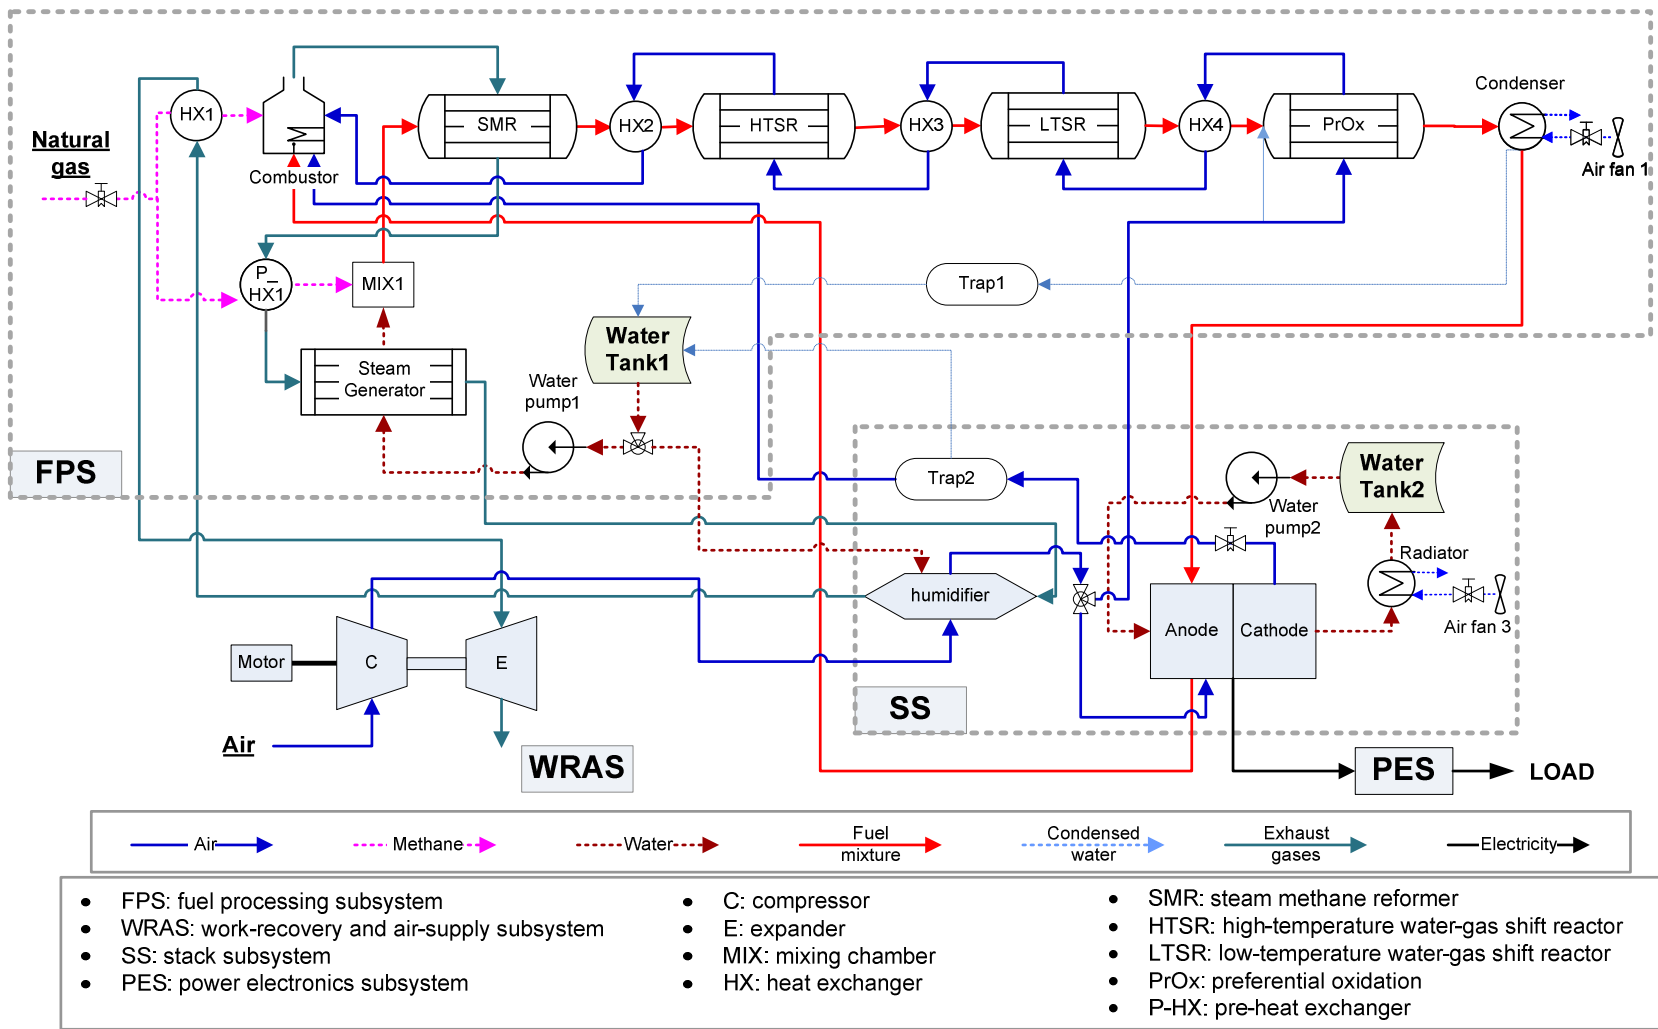 Condenser
HX1
SMR
HX2
HTSR
HX3
LTSR
HX4
PrOx
Natural
gas
Combustor
Air fan 1
P_
HX1
MIX1
Trap1
Water
Tank1
Steam
Generator
Water
pump1
FPS
Trap2
Water
Tank2
Water
pump2
Radiator
humidifier
Air fan 3
Anode
Cathode
Motor
C
E
SS
Air
WRAS
PES
LOAD
Air
Methane
Water
Fuel
mixture
Condensed
water
Exhaust
gases
Electricity
• FPS: fuel processing subsystem
• WRAS: work-recovery and air-supply subsystem
• SS: stack subsystem
• PES: power electronics subsystem
• C: compressor
• E: expander
• MIX: mixing chamber
• HX: heat exchanger
• SMR: steam methane reformer
• HTSR: high-temperature water-gas shift reactor
• LTSR: low-temperature water-gas shift reactor
• PrOx: preferential oxidation
• P-HX: pre-heat exchanger